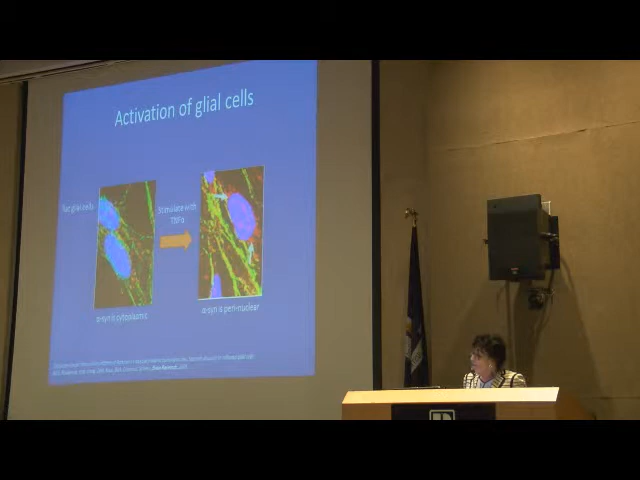 Activation of glial cells
Rat glial cells
Stimulate with
TNFα
α-syn is cytoplasmic
α-syn is peri-nuclear